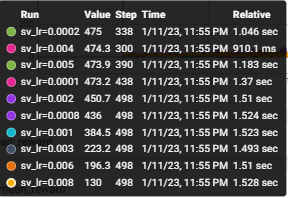 Run Value Step Time Relative
sv_lr=0.0002 475 338 1/11/23, 11:55 PM 1.046 sec
sv_lr=0.004 474.3 300 1/11/23, 11:55 PM 910.1 ms
sv_lr=0.005 473.9 390 1/11/23, 11:55 PM 1.183 sec
sv_lr=0.0001 473.2 438 1/11/23, 11:55 PM 1.37 sec
sv_lr=0.002 450.7 498 1/11/23, 11:55 PM 1.51 sec
sv_lr=0.0008 436 498 1/11/23, 11:55 PM 1.524 sec
sv_lr=0.001 384.5 498 1/11/23, 11:55 PM 1.523 sec
sv_lr=0.003 223.2 498 1/11/23, 11:55 PM 1.493 sec
sv_lr=0.006 196.3 498 1/11/23, 11:55 PM 1.51 sec
sv_lr=0.008 130 498 1/11/23, 11:55 PM 1.528 sec